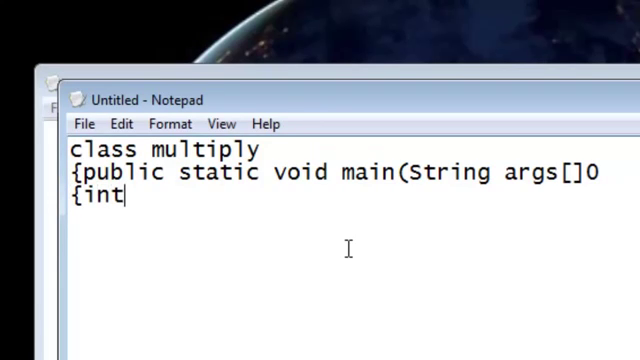 Untitled - Notepad
File Edit Format View Help
class multiply
{public static void main(String args[]0
{int